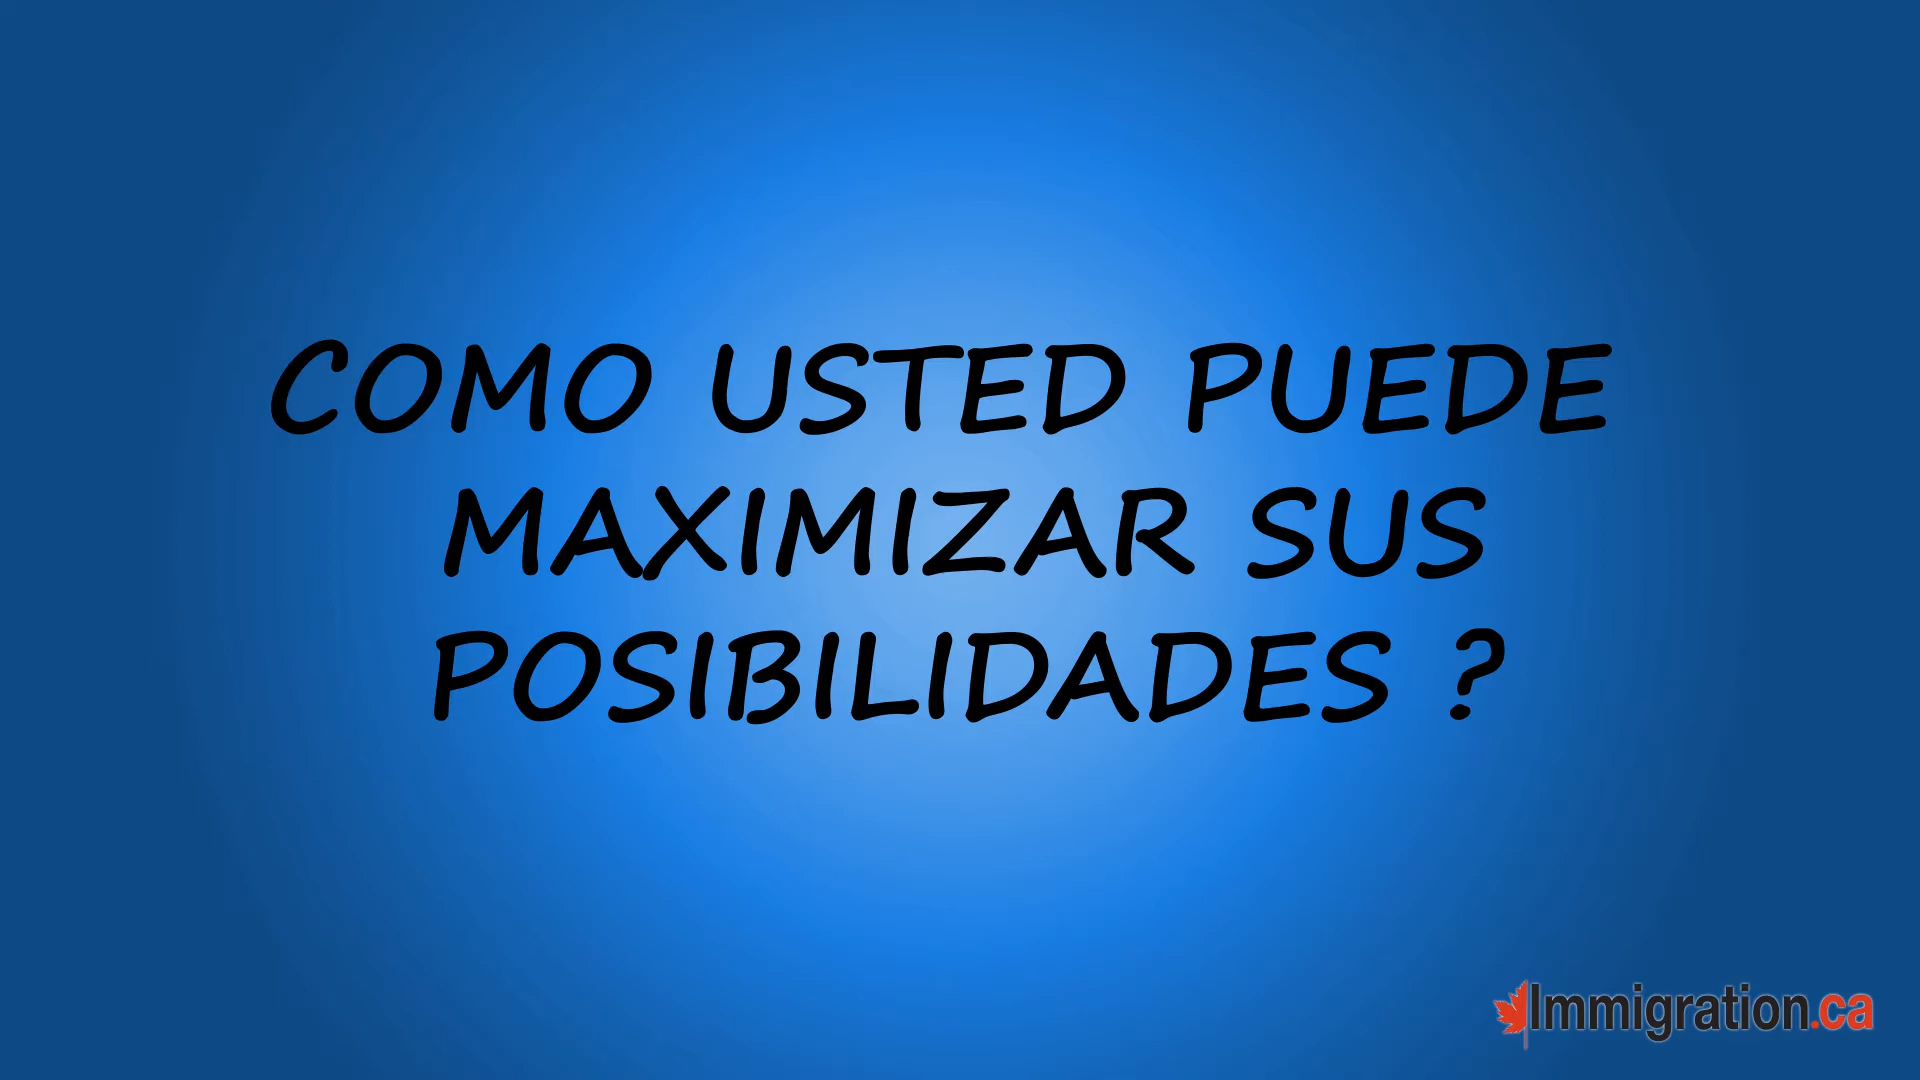 COMO USTED PUEDE
MAXIMIZAR SUS
POSIBILIDADES ?
Immigration.ca